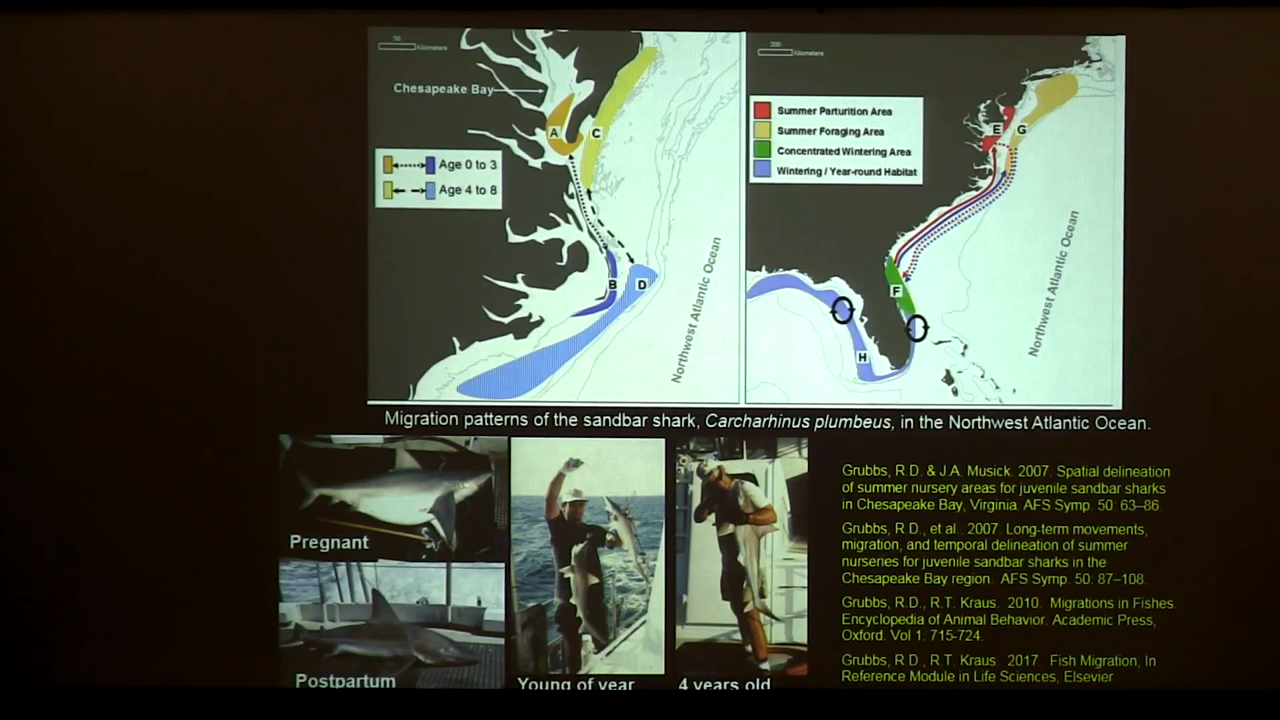 50
Kilometers
Chesapeake Bay
A
C
Age 0 to 3
Age 4 to 8
B
D
Northwest Atlantic Ocean
200
Kilometers
Summer Parturition Area
Summer Foraging Area
Concentrated Wintering Area
Wintering / Year-round Habitat
E
G
F
H
Northwest Atlantic Ocean
Migration patterns of the sandbar shark, Carcharhinus plumbeus, in the Northwest Atlantic Ocean.
Pregnant
Postpartum
Young of year
4 years old
Grubbs, R.D. & J.A. Musick. 2007. Spatial delineation
of summer nursery areas for juvenile sandbar sharks
in Chesapeake Bay, Virginia. AFS Symp. 50: 63–86.
Grubbs, R.D., et al.. 2007. Long-term movements,
migration, and temporal delineation of summer
nurseries for juvenile sandbar sharks in the
Chesapeake Bay region. AFS Symp. 50: 87–108.
Grubbs, R.D., R.T. Kraus. 2010. Migrations in Fishes.
Encyclopedia of Animal Behavior. Academic Press,
Oxford. Vol 1. 715-724.
Grubbs, R.D., R.T. Kraus. 2017. Fish Migration, In
Reference Module in Life Sciences, Elsevier